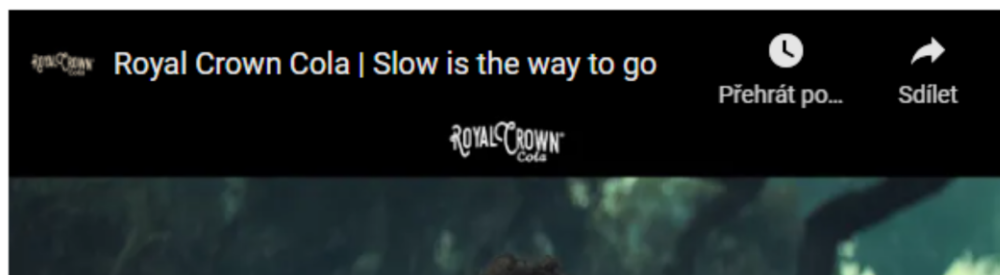 ROYAL CROWN Cola
Royal Crown Cola | Slow is the way to go
Přehrát po...
Sdílet
ROYAL CROWN
Cola